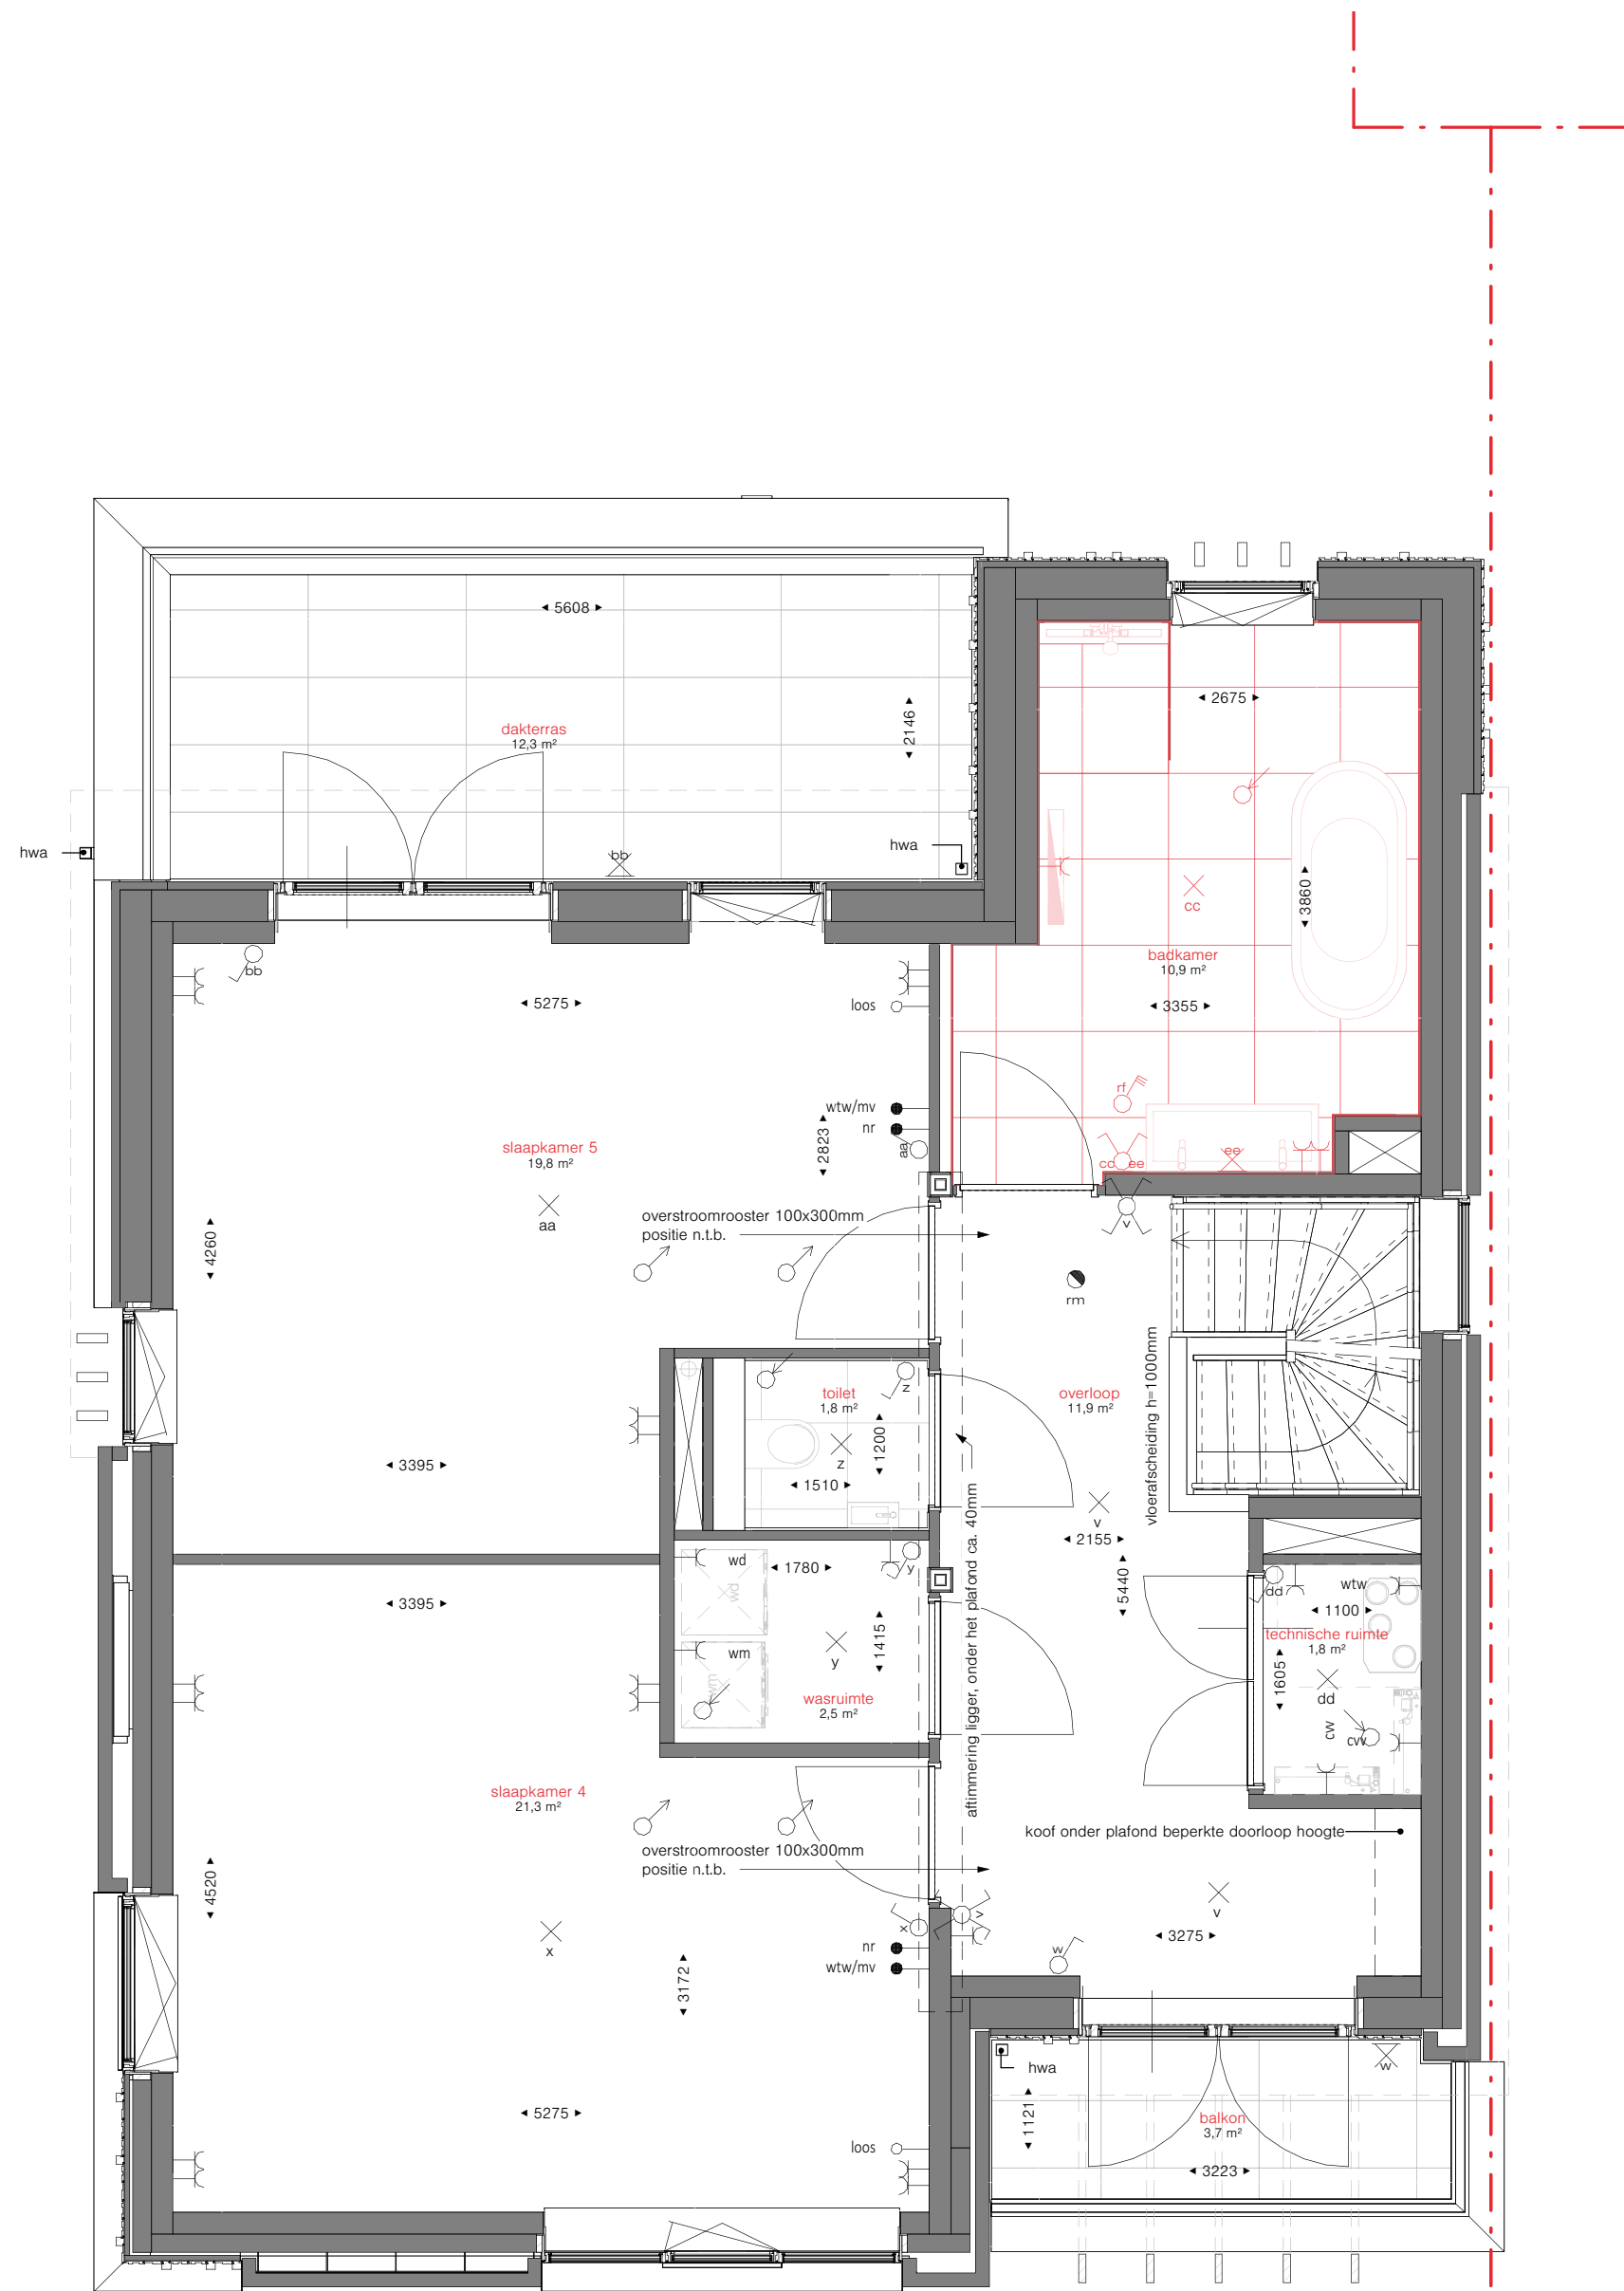 5608
2675
2146
dakterras
12,3 m²
hwa
bb
hwa
3860
cc
badkamer
10,9 m²
bb
5275
loos
3355
rf
wtw/mv
nr
2823
aa
slaapkamer 5
19,8 m²
ee
aa
overstroomrooster 100x300mm
positie n.t.b.
v
4260
rm
vloerafscheiding h=1000mm
toilet
1,8 m²
z
1200
z
1510
overloop
11,9 m²
3395
v
2155
5440
aftimmering ligger, onder het plafond ca. 40mm
wd
wd
1780
y
dd
wtw
1100
technische ruimte
1,8 m²
1605
dd
cw
cvv
3395
wm
wm
1415
y
wasruimte
2,5 m²
slaapkamer 4
21,3 m²
koof onder plafond beperkte doorloop hoogte
overstroomrooster 100x300mm
positie n.t.b.
4520
x
x
v
v
3275
nr
wtw/mv
w
3172
hwa
w
1121
balkon
3,7 m²
5275
loos
3223